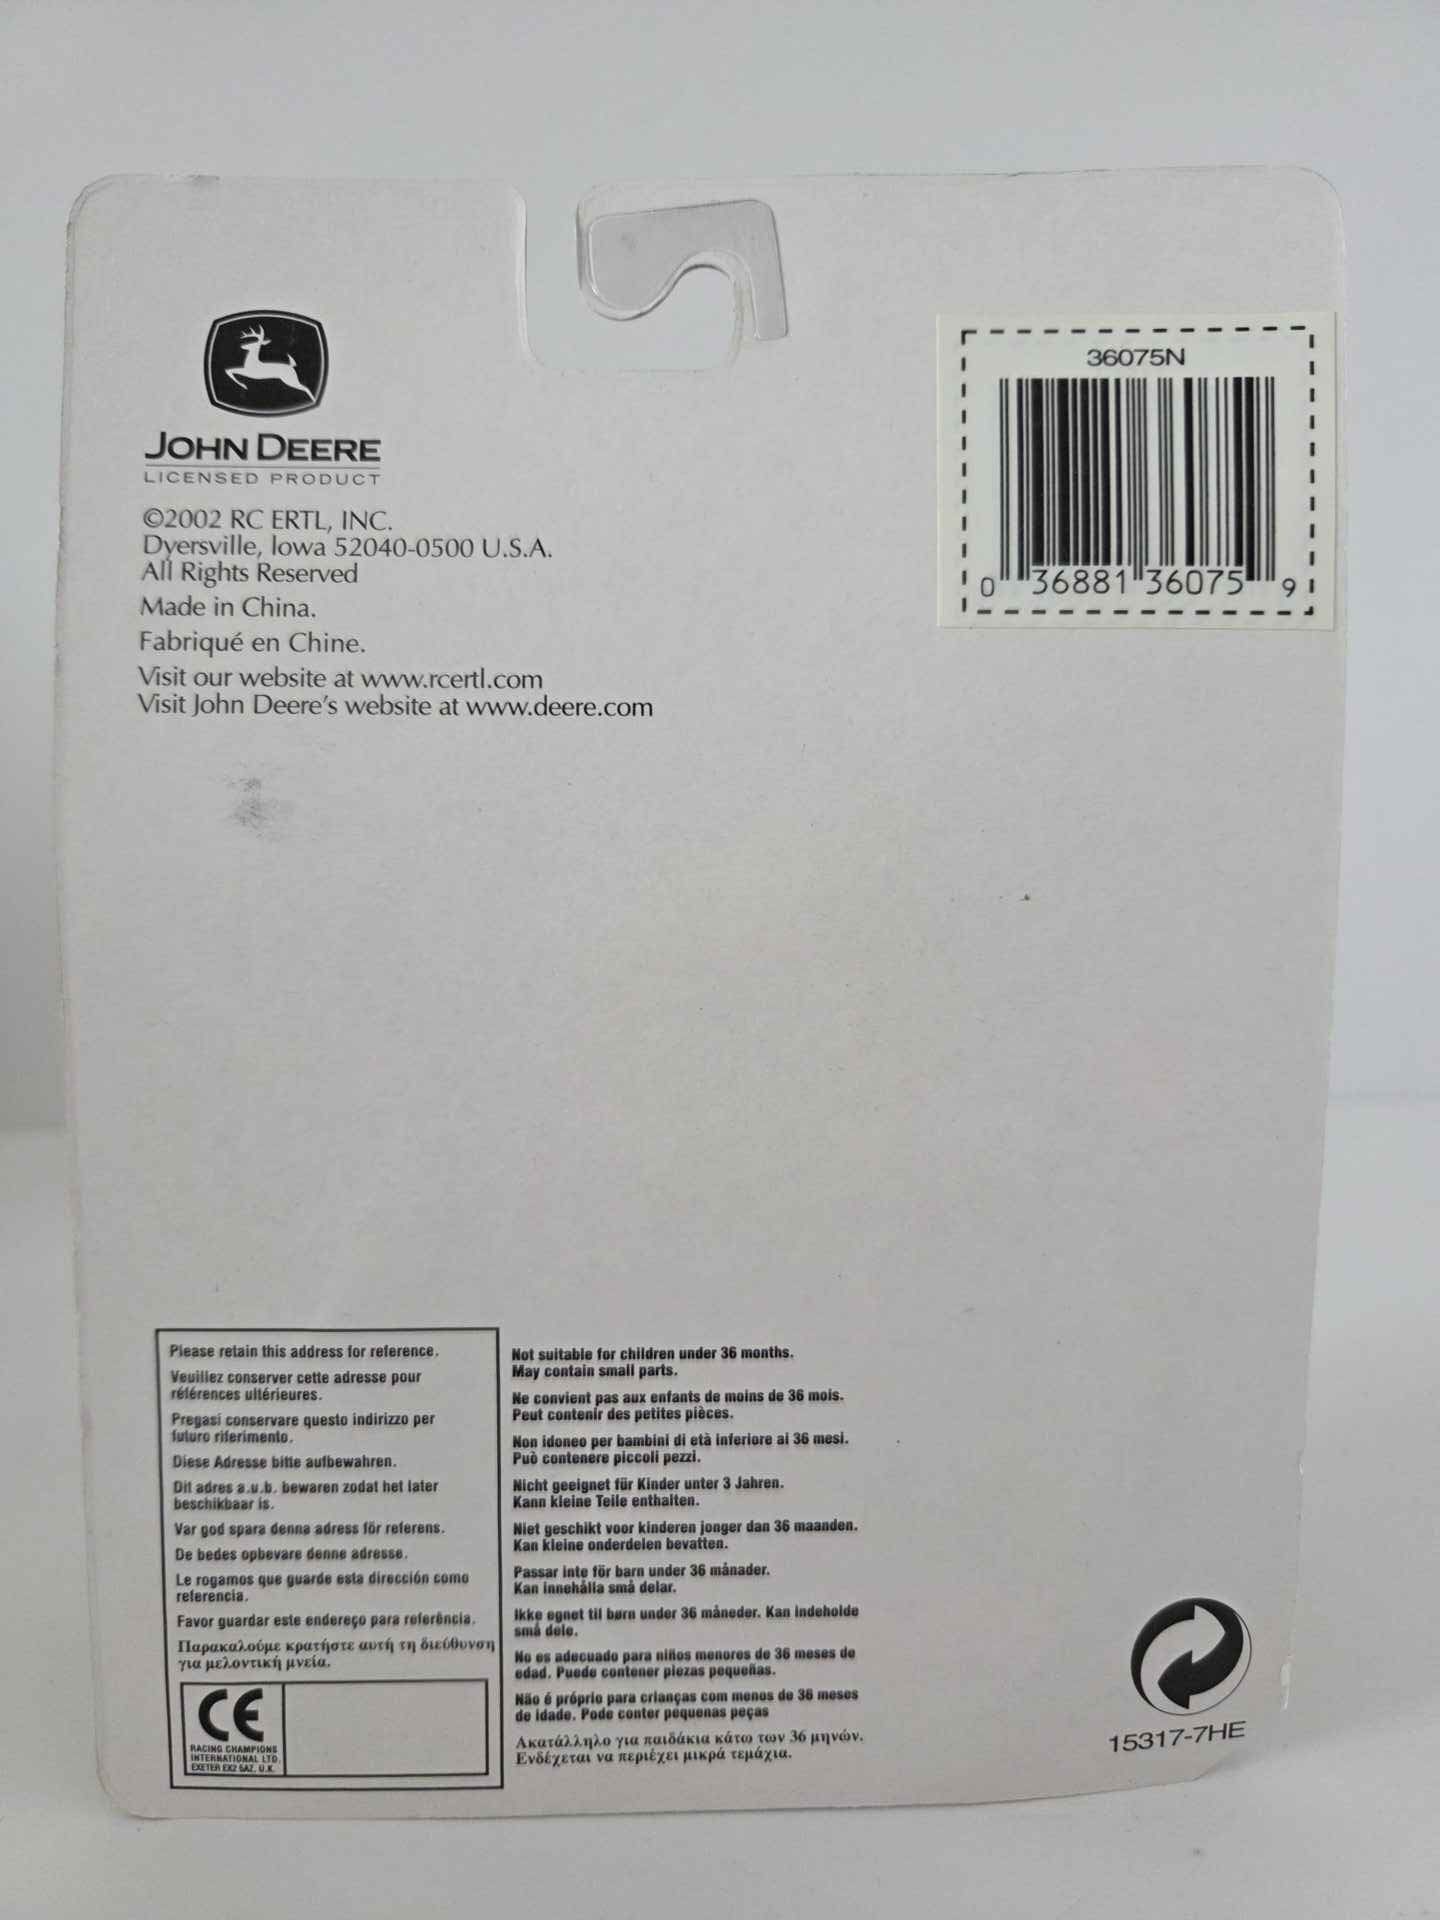 JOHN DEERE
LICENSED PRODUCT
©2002 RC ERTL, INC.
Dyersville, Iowa 52040-0500 U.S.A.
All Rights Reserved
Made in China.
Fabriqué en Chine.
Visit our website at www.rcertl.com
Visit John Deere's website at www.deere.com
36075N
0 36881 36075 9
Please retain this address for reference.
Veuillez conserver cette adresse pour
références ultérieures.
Pregasi conservare questo indirizzo per
futuro riferimento.
Diese Adresse bitte aufbewahren.
Dit adres a.u.b. bewaren zodat het later
beschikbaar is.
Var god spara denna adress för referens.
De bedes opbevare denne adresse.
Le rogamos que guarde esta dirección como
referencia.
Favor guardar este endereço para referência.
Παρακαλούμε κρατήστε αυτή τη διεύθυνση
για μελοντική μνεία.
CE
RACING CHAMPIONS
INTERNATIONAL LTD.
EXETER EX2 5AZ, U.K.
Not suitable for children under 36 months.
May contain small parts.
Ne convient pas aux enfants de moins de 36 mois.
Peut contenir des petites pièces.
Non idoneo per bambini di età inferiore ai 36 mesi.
Può contenere piccoli pezzi.
Nicht geeignet für Kinder unter 3 Jahren.
Kann kleine Teile enthalten.
Niet geschikt voor kinderen jonger dan 36 maanden.
Kan kleine onderdelen bevatten.
Passar inte för barn under 36 månader.
Kan innehålla små delar.
Ikke egnet til børn under 36 måneder. Kan indeholde
små dele.
No es adecuado para niños menores de 36 meses de
edad. Puede contener piezas pequeñas.
Não é próprio para crianças com menos de 36 meses
de idade. Pode conter pequenas peças
Ακατάλληλο για παιδάκια κάτω των 36 μηνών.
Ενδέχεται να περιέχει μικρά τεμάχια.
15317-7HE